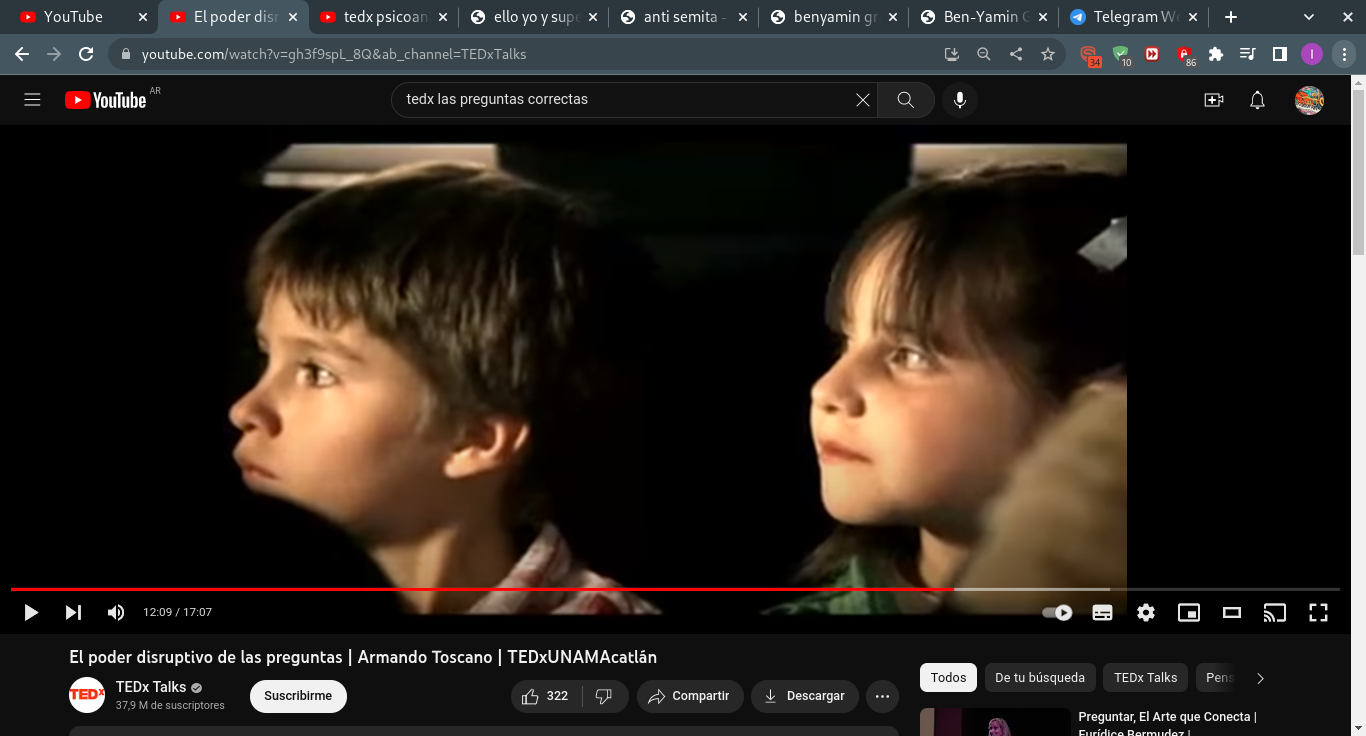 YouTube
El poder disr
tedx psicoan
ello yo y supe
anti semita -
benyamin gr
Ben-Yamin G
Telegram We
youtube.com/watch?v=gh3f9spL_8Q&ab_channel=TEDxTalks
34
10
86
I
YouTube AR
tedx las preguntas correctas
12:09 / 17:07
El poder disruptivo de las preguntas | Armando Toscano | TEDxUNAMAcatlán
TEDx
TEDx Talks
37,9 M de suscriptores
Suscribirme
322
Compartir
Descargar
Todos
De tu búsqueda
TEDx Talks
Pens
Preguntar, El Arte que Conecta |
Eurídice Bermudez |